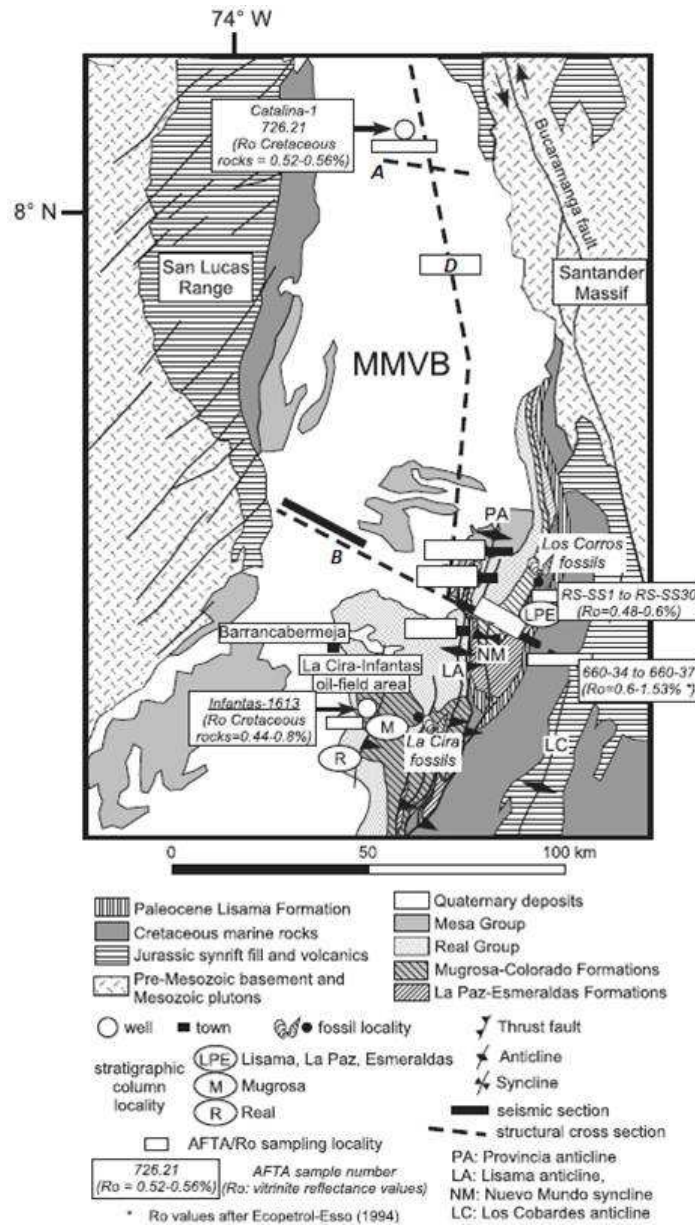 74° W
Catalina-1
726.21
(Ro Cretaceous
rocks = 0.52-0.56%)
A
8° N
Bucaramanga fault
San Lucas
Range
D
Santander
Massif
MMVB
PA
Los Corros
fossils
B
RS-SS1 to RS-SS30
(Ro=0.48-0.6%)
LPE
Barrancabermeja
NM
La Cira-Infantas
oil-field area
LA
660-34 to 660-37
(Ro=0.6-1.53% *)
Infantas-1613
(Ro Cretaceous
rocks=0.44-0.8%)
M
La Cira
fossils
R
LC
0 50 100 km
Paleocene Lisama Formation
Cretaceous marine rocks
Jurassic synrift fill and volcanics
Pre-Mesozoic basement and
Mesozoic plutons
Quaternary deposits
Mesa Group
Real Group
Mugrosa-Colorado Formations
La Paz-Esmeraldas Formations
well town fossil locality
stratigraphic
column
locality
LPE Lisama, La Paz, Esmeraldas
M Mugrosa
R Real
AFTA/Ro sampling locality
726.21
(Ro = 0.52-0.56%)
AFTA sample number
(Ro: vitrinite reflectance values)
* Ro values after Ecopetrol-Esso (1994)
Thrust fault
Anticline
Syncline
seismic section
structural cross section
PA: Provincia anticline
LA: Lisama anticline,
NM: Nuevo Mundo syncline
LC: Los Cobardes anticline